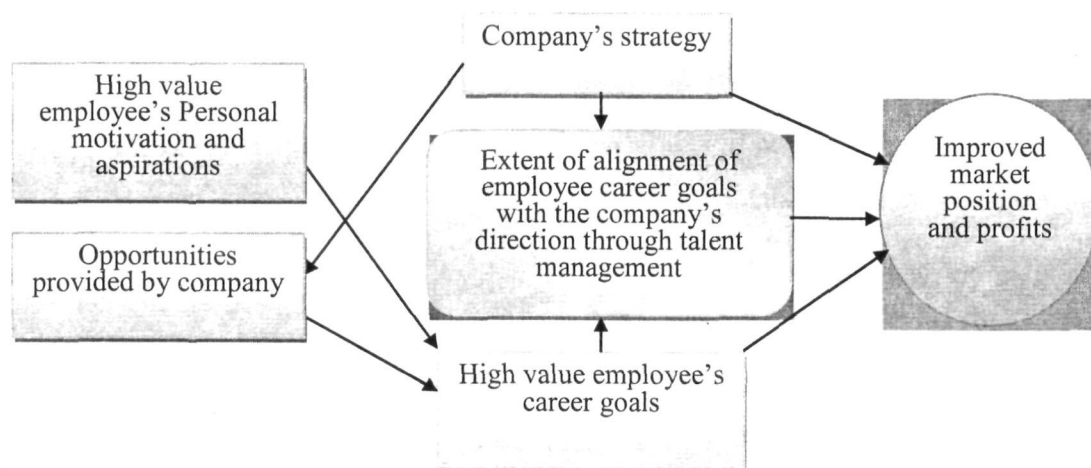 Company’s strategy
High value
employee’s Personal
motivation and
aspirations
Opportunities
provided by company
Extent of alignment of
employee career goals
with the company’s
direction through talent
management
High value employee’s
career goals
Improved
market
position
and profits